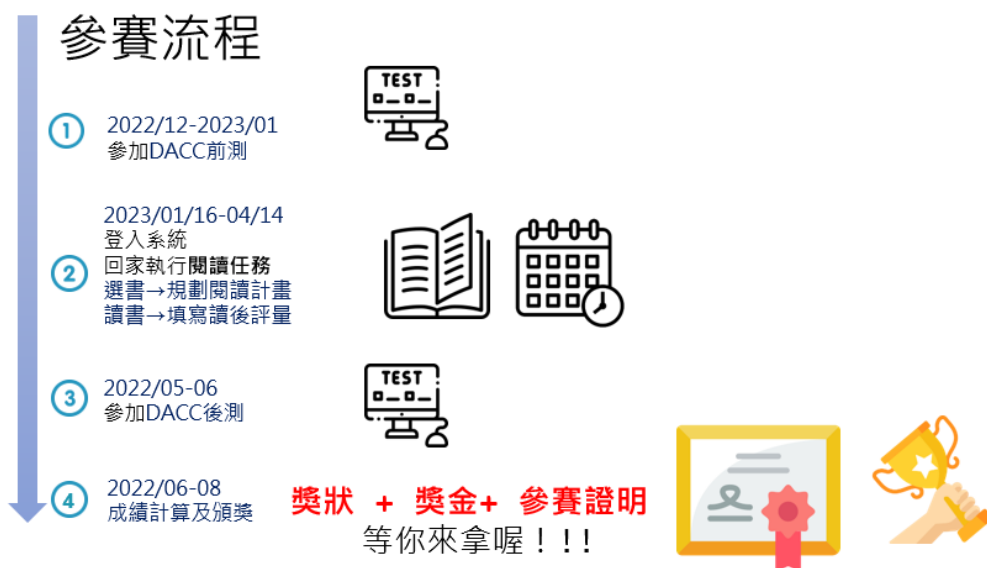 參賽流程
1
2022/12-2023/01
參加DACC前測
TEST
2
2023/01/16-04/14
登入系統
回家執行閱讀任務
選書→規劃閱讀計畫
讀書→填寫讀後評量
3
2022/05-06
參加DACC後測
TEST
4
2022/06-08
成績計算及頒獎
獎狀 + 獎金+ 參賽證明
等你來拿喔！!!